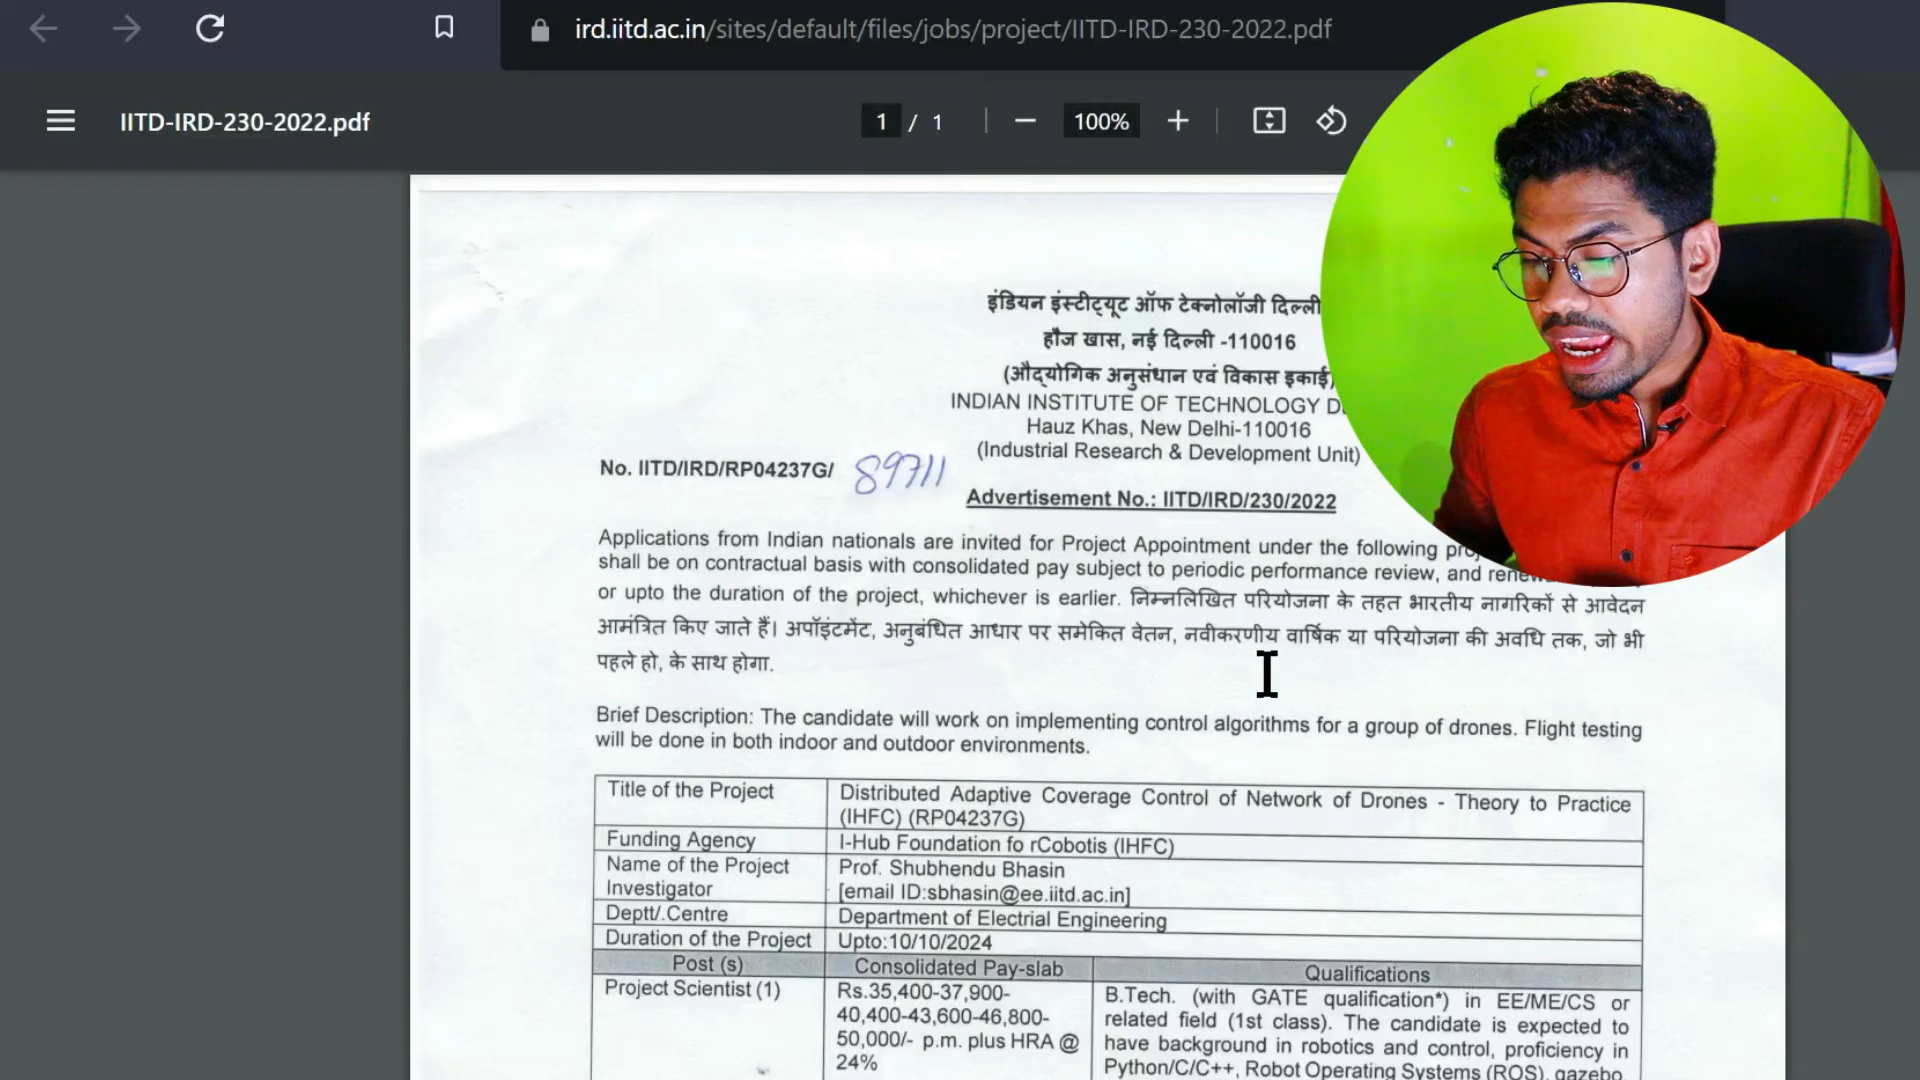 ird.iitd.ac.in/sites/default/files/jobs/project/IITD-IRD-230-2022.pdf
IITD-IRD-230-2022.pdf
1 / 1
100%
इंडियन इंस्टीट्यूट ऑफ टेक्नोलॉजी दिल्ली
हौज खास, नई दिल्ली -110016
(औद्योगिक अनुसंधान एवं विकास इकाई)
INDIAN INSTITUTE OF TECHNOLOGY D
Hauz Khas, New Delhi-110016
(Industrial Research & Development Unit)
No. IITD/IRD/RP04237G/ 89711
Advertisement No.: IITD/IRD/230/2022
Applications from Indian nationals are invited for Project Appointment under the following
shall be on contractual basis with consolidated pay subject to periodic performance review, and
or upto the duration of the project, whichever is earlier. निम्नलिखित परियोजना के तहत भारतीय नागरिकों से आवेदन
आमंत्रित किए जाते हैं। अपॉइंटमेंट, अनुबंधित आधार पर समेकित वेतन, नवीकरणीय वार्षिक या परियोजना की अवधि तक, जो भी
पहले हो, के साथ होगा.
Brief Description: The candidate will work on implementing control algorithms for a group of drones. Flight testing
will be done in both indoor and outdoor environments.
Title of the Project
Distributed Adaptive Coverage Control of Network of Drones - Theory to Practice
(IHFC) (RP04237G)
Funding Agency
I-Hub Foundation fo rCobotis (IHFC)
Name of the Project
Investigator
Prof. Shubhendu Bhasin
[email ID:sbhasin@ee.iitd.ac.in]
Deptt/.Centre
Department of Electrial Engineering
Duration of the Project
Upto:10/10/2024
Post (s)
Consolidated Pay-slab
Qualifications
Project Scientist (1)
Rs.35,400-37,900-
40,400-43,600-46,800-
50,000/- p.m. plus HRA @
24%
B.Tech. (with GATE qualification*) in EE/ME/CS or
related field (1st class). The candidate is expected to
have background in robotics and control, proficiency in
Python/C/C++, Robot Operating Systems (ROS), gazebo,